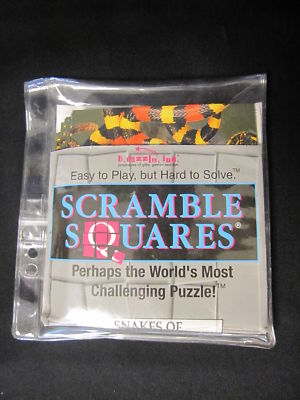 b. dazzle, inc.
Easy to Play, but Hard to Solve.™
SCRAMBLE
SQUARES®
Perhaps the World's Most
Challenging Puzzle!™
SNAKES OF